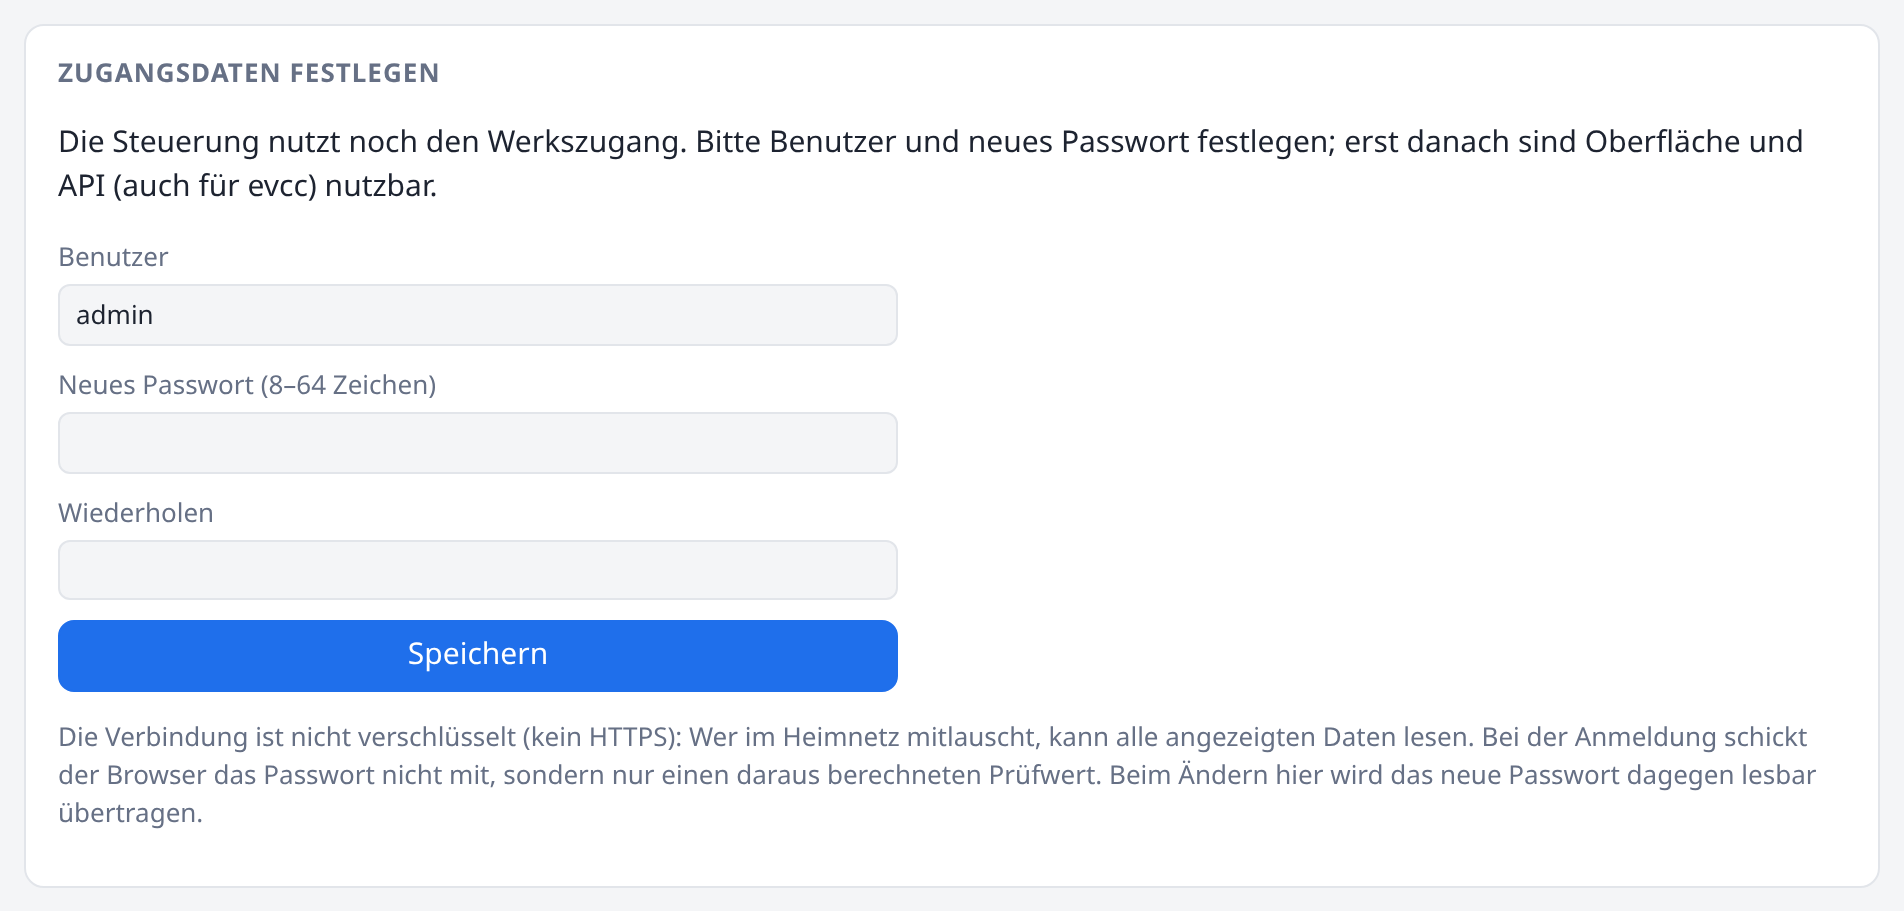 ZUGANGSDATEN FESTLEGEN
Die Steuerung nutzt noch den Werkszugang. Bitte Benutzer und neues Passwort festlegen; erst danach sind Oberfläche und
API (auch für evcc) nutzbar.
Benutzer
admin
Neues Passwort (8–64 Zeichen)
Wiederholen
Speichern
Die Verbindung ist nicht verschlüsselt (kein HTTPS): Wer im Heimnetz mitlauscht, kann alle angezeigten Daten lesen. Bei der Anmeldung schickt
der Browser das Passwort nicht mit, sondern nur einen daraus berechneten Prüfwert. Beim Ändern hier wird das neue Passwort dagegen lesbar
übertragen.